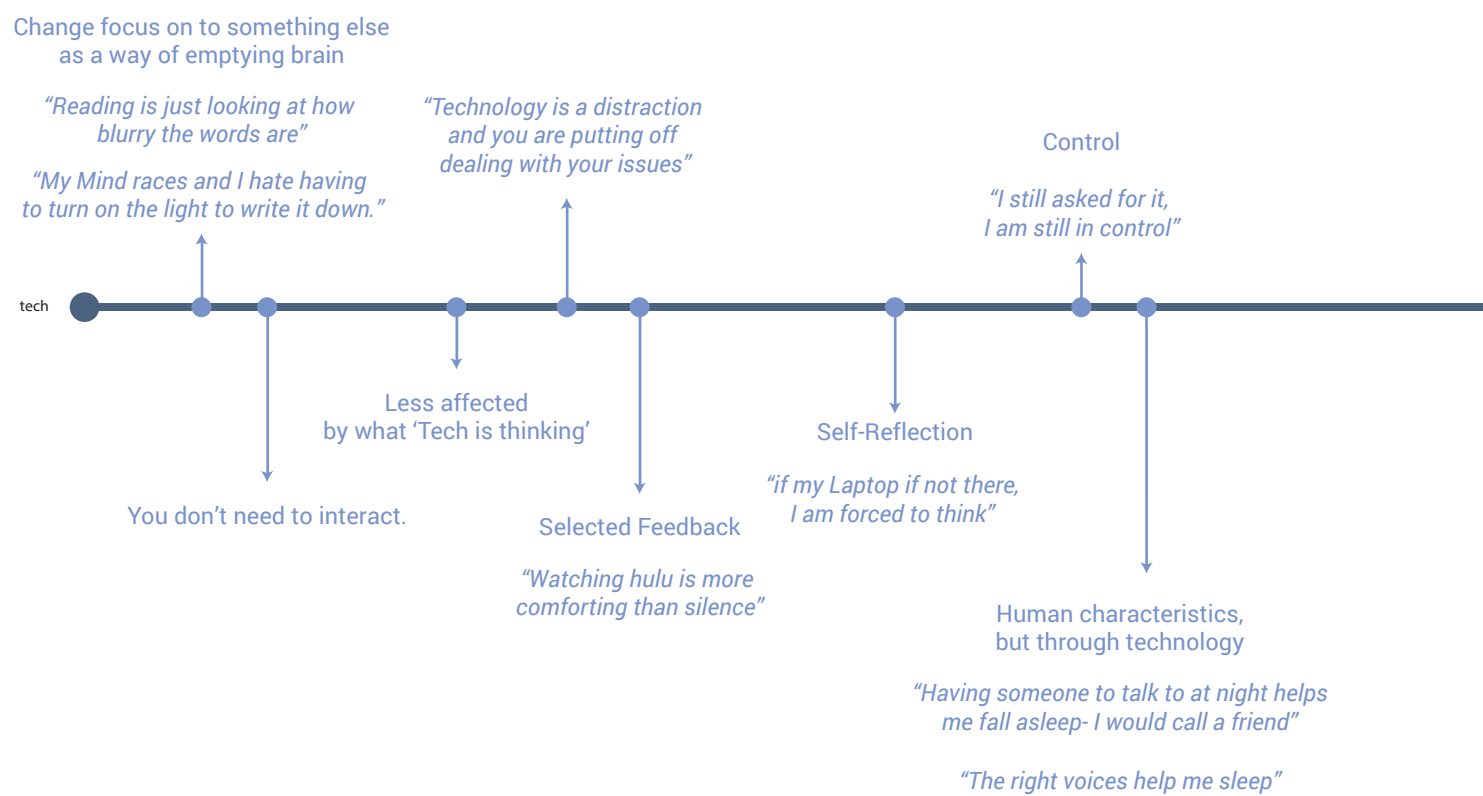 Change focus on to something else
as a way of emptying brain
“Reading is just looking at how
blurry the words are”
“My Mind races and I hate having
to turn on the light to write it down.”
“Technology is a distraction
and you are putting off
dealing with your issues”
Control
“I still asked for it,
I am still in control”
tech
Less affected
by what ‘Tech is thinking’
You don’t need to interact.
Selected Feedback
“Watching hulu is more
comforting than silence”
Self-Reflection
“if my Laptop if not there,
I am forced to think”
Human characteristics,
but through technology
“Having someone to talk to at night helps
me fall asleep- I would call a friend”
“The right voices help me sleep”